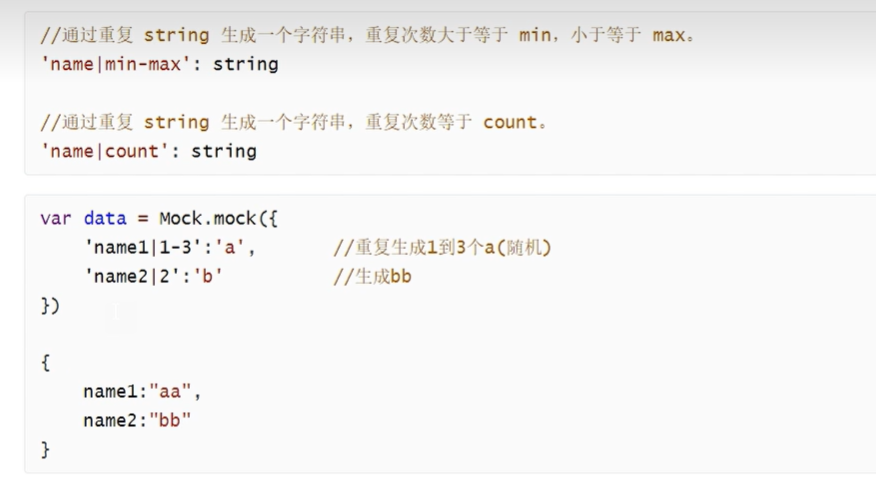 //通过重复 string 生成一个字符串，重复次数大于等于 min，小于等于 max。
'name|min-max': string
//通过重复 string 生成一个字符串，重复次数等于 count。
'name|count': string
var data = Mock.mock({
    'name1|1-3':'a',       //重复生成1到3个a(随机)
    'name2|2':'b'          //生成bb
})
{
    name1:"aa",
    name2:"bb"
}